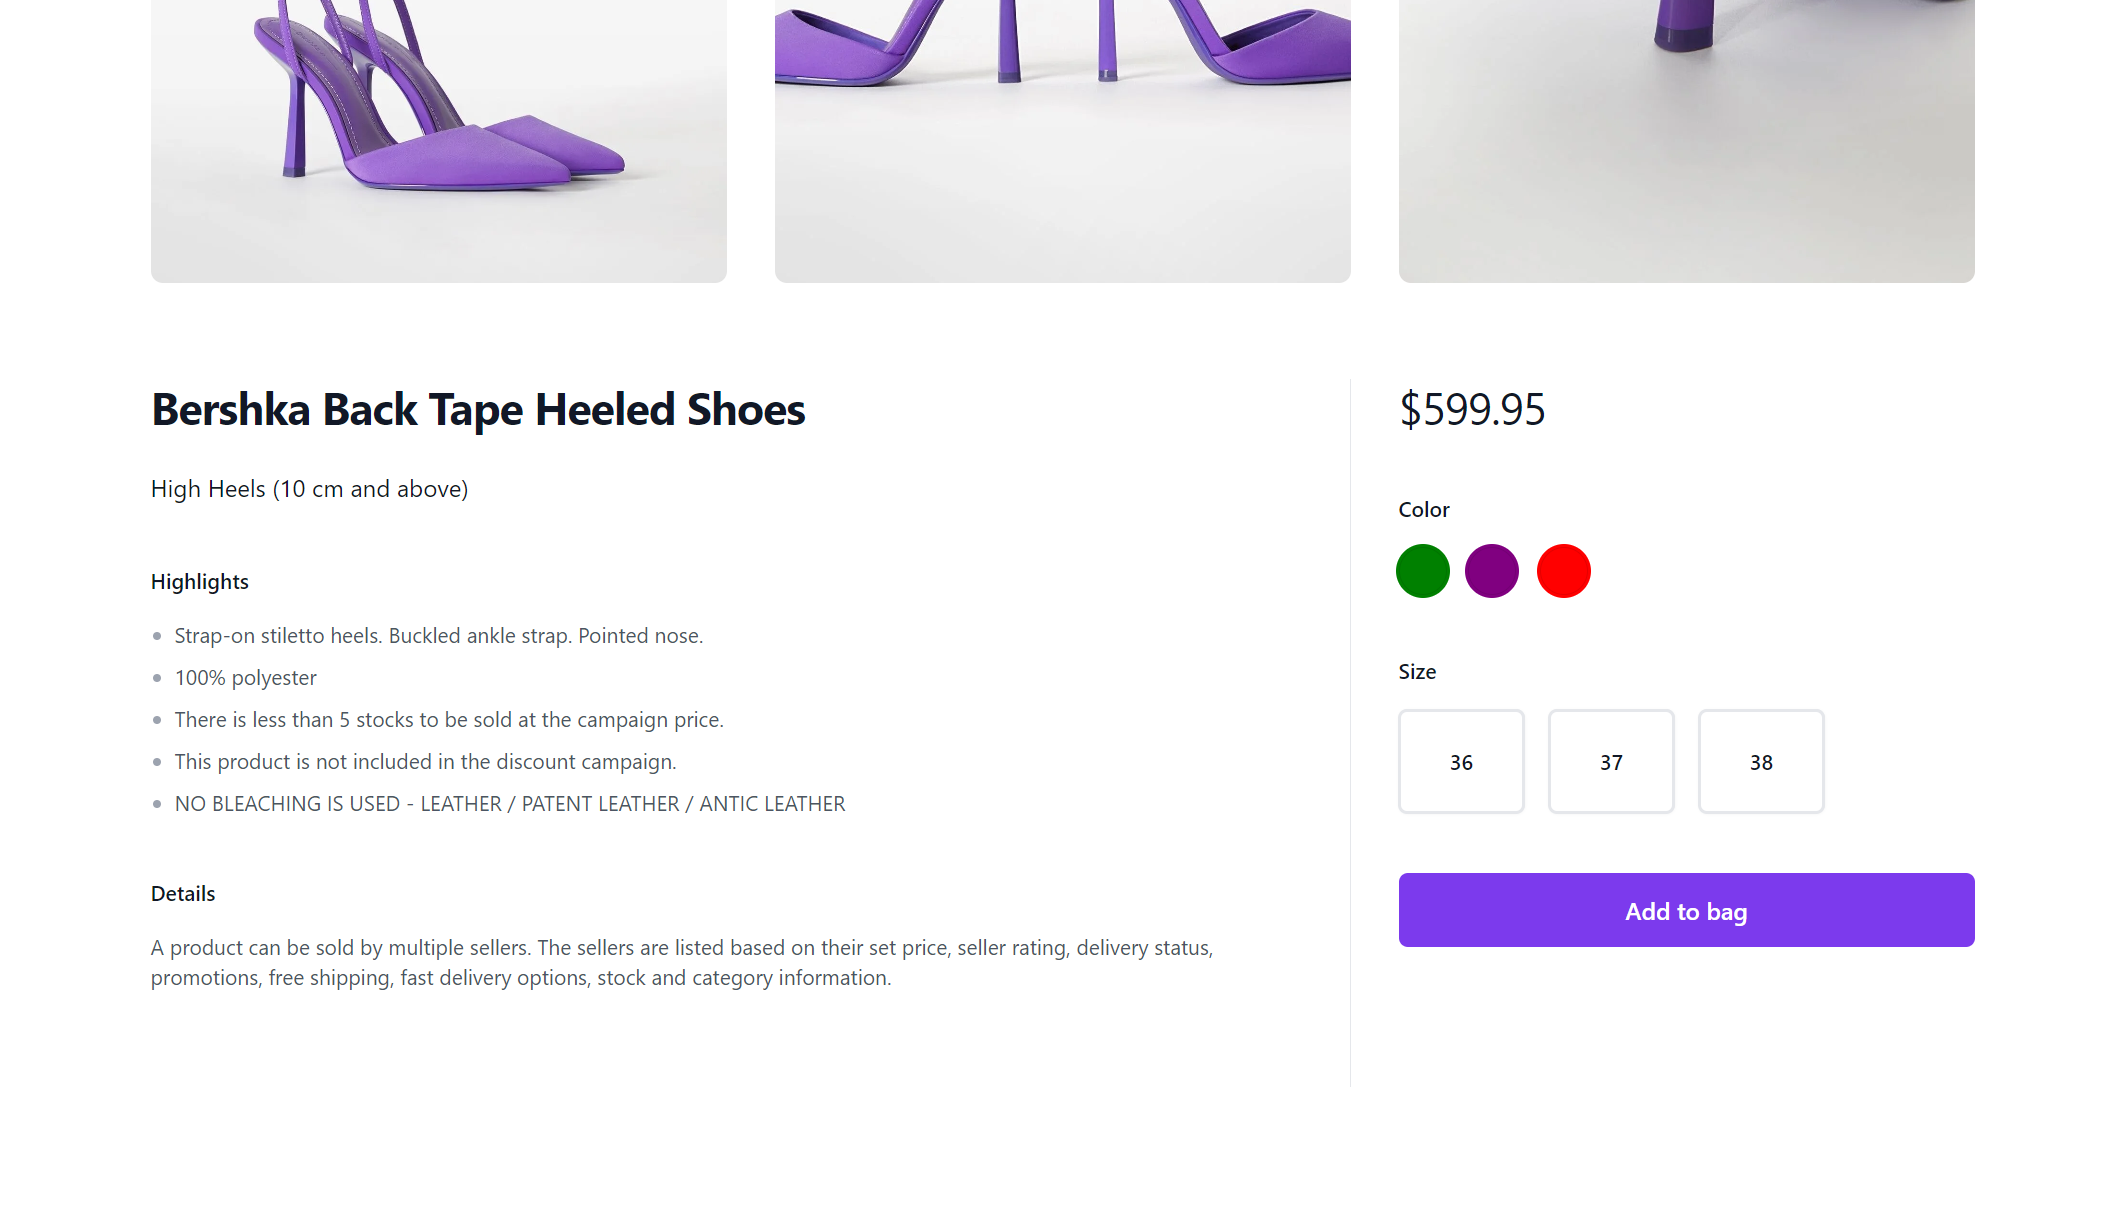 Bershka Back Tape Heeled Shoes
High Heels (10 cm and above)
Highlights
Strap-on stiletto heels. Buckled ankle strap. Pointed nose.
100% polyester
There is less than 5 stocks to be sold at the campaign price.
This product is not included in the discount campaign.
NO BLEACHING IS USED - LEATHER / PATENT LEATHER / ANTIC LEATHER
Details
A product can be sold by multiple sellers. The sellers are listed based on their set price, seller rating, delivery status,
promotions, free shipping, fast delivery options, stock and category information.
$599.95
Color
Size
36 37 38
Add to bag